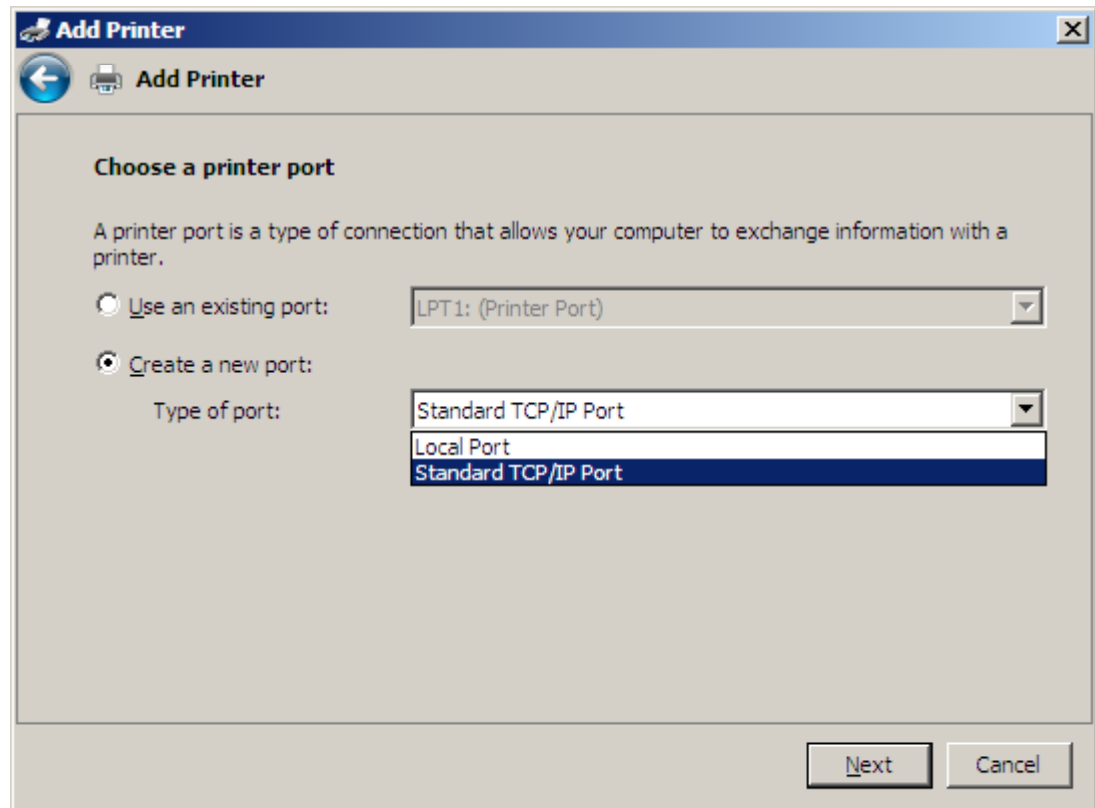 Add Printer
Add Printer
Choose a printer port
A printer port is a type of connection that allows your computer to exchange information with a
printer.
Use an existing port: LPT1: (Printer Port)
Create a new port:
Type of port: Standard TCP/IP Port
Local Port
Standard TCP/IP Port
Next Cancel